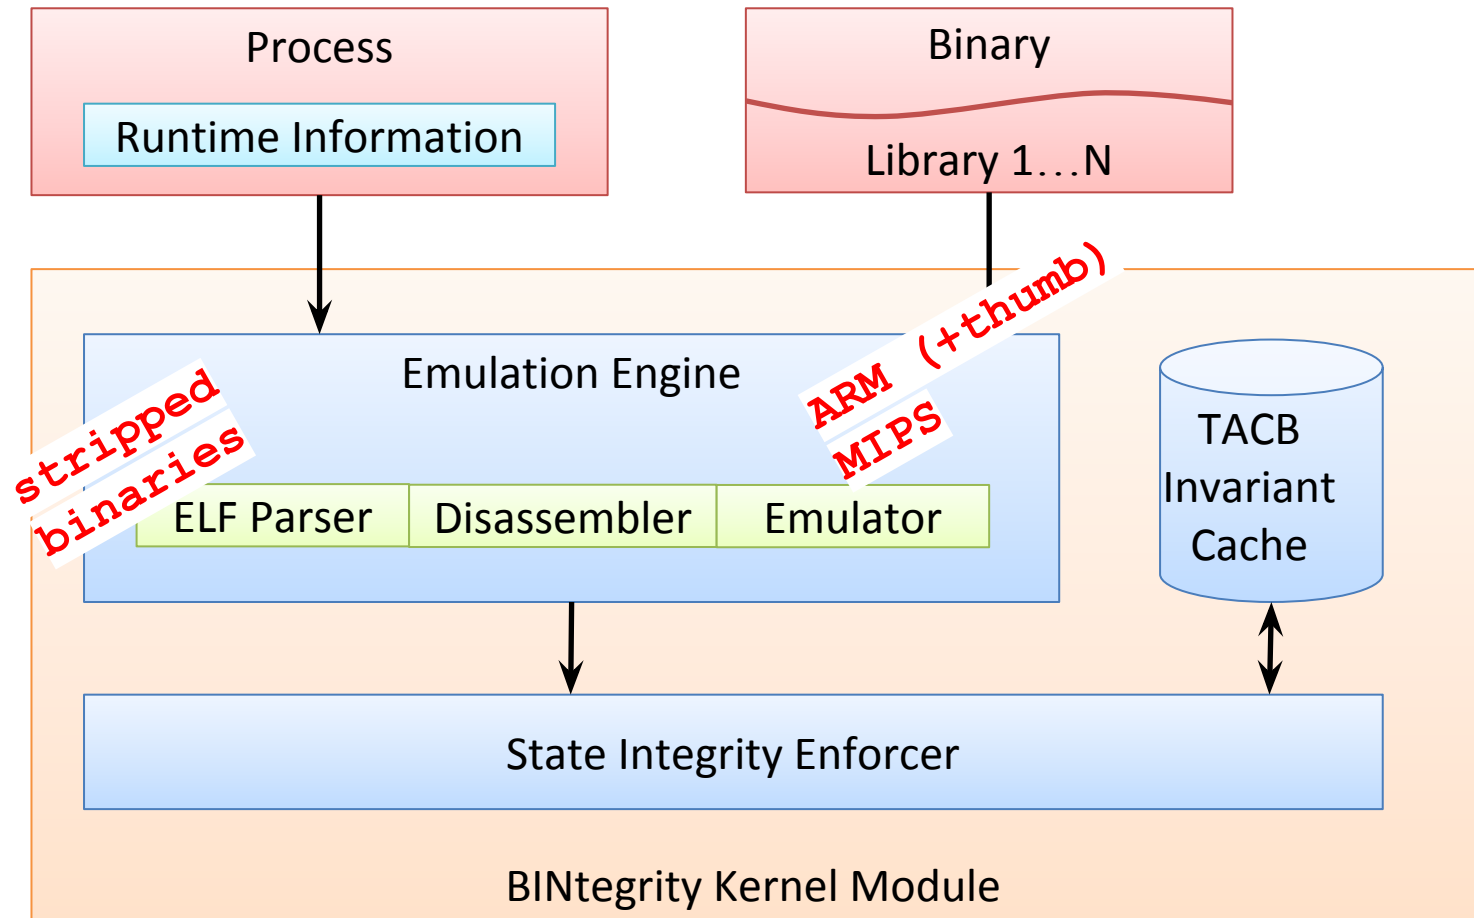 Process
Runtime Information
Binary
Library 1...N
Emulation Engine
stripped
binaries
ARM (+thumb)
MIPS
ELF Parser
Disassembler
Emulator
TACB
Invariant
Cache
State Integrity Enforcer
BINtegrity Kernel Module